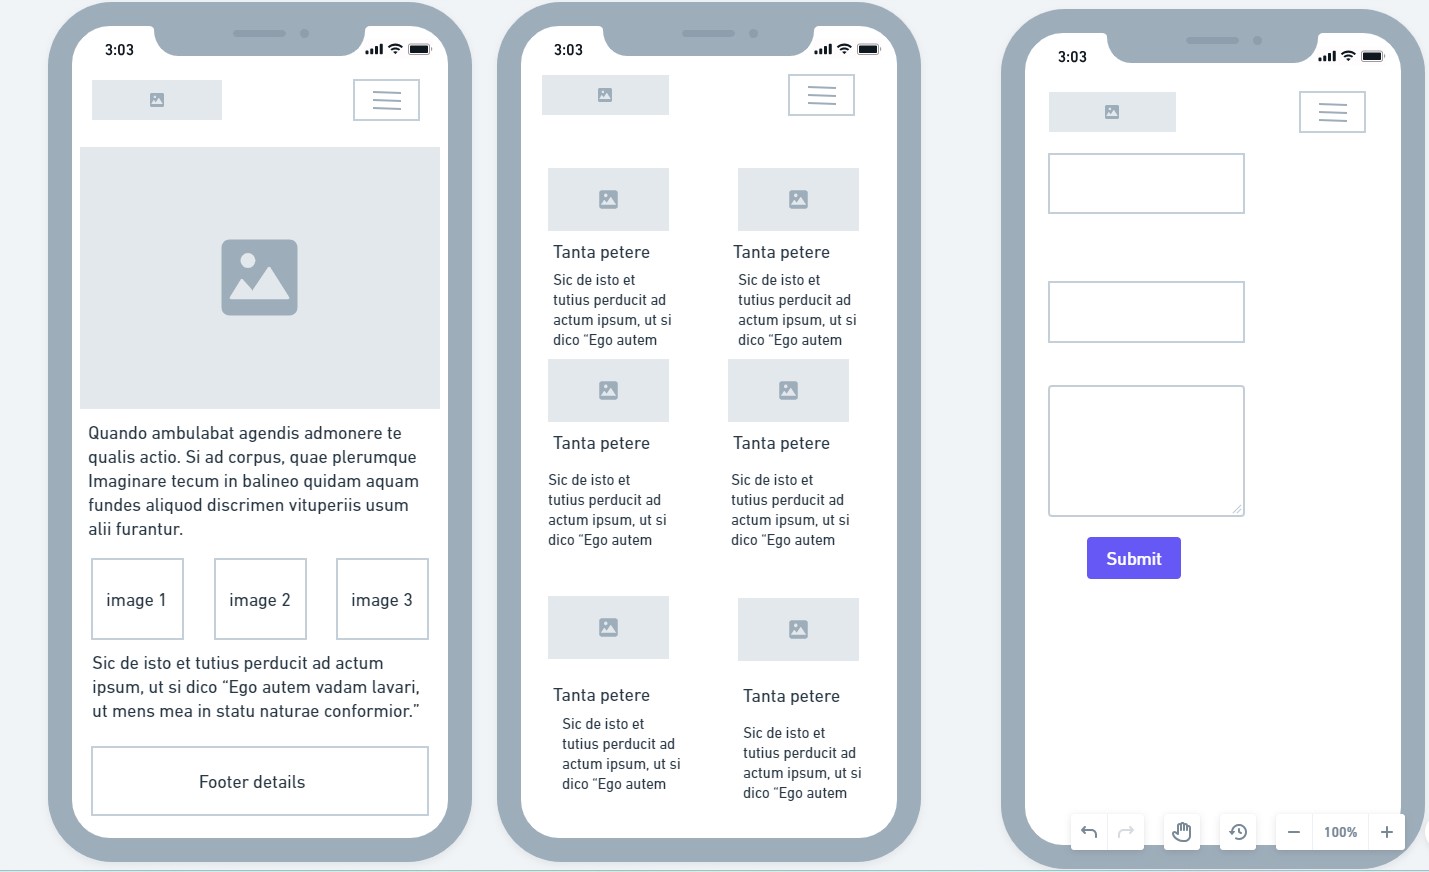 3:03
Quando ambulabat agendis admonere te
qualis actio. Si ad corpus, quae plerumque
Imaginare tecum in balineo quidam aquam
fundes aliquod discrimen vituperiis usum
alii furantur.
image 1
image 2
image 3
Sic de isto et tutius perducit ad actum
ipsum, ut si dico “Ego autem vadam lavari,
ut mens mea in statu naturae conformior.”
Footer details
3:03
Tanta petere
Sic de isto et
tutius perducit ad
actum ipsum, ut si
dico “Ego autem
Tanta petere
Sic de isto et
tutius perducit ad
actum ipsum, ut si
dico “Ego autem
Tanta petere
Sic de isto et
tutius perducit ad
actum ipsum, ut si
dico “Ego autem
Tanta petere
Sic de isto et
tutius perducit ad
actum ipsum, ut si
dico “Ego autem
Tanta petere
Sic de isto et
tutius perducit ad
actum ipsum, ut si
dico “Ego autem
Tanta petere
Sic de isto et
tutius perducit ad
actum ipsum, ut si
dico “Ego autem
3:03
Submit
100%